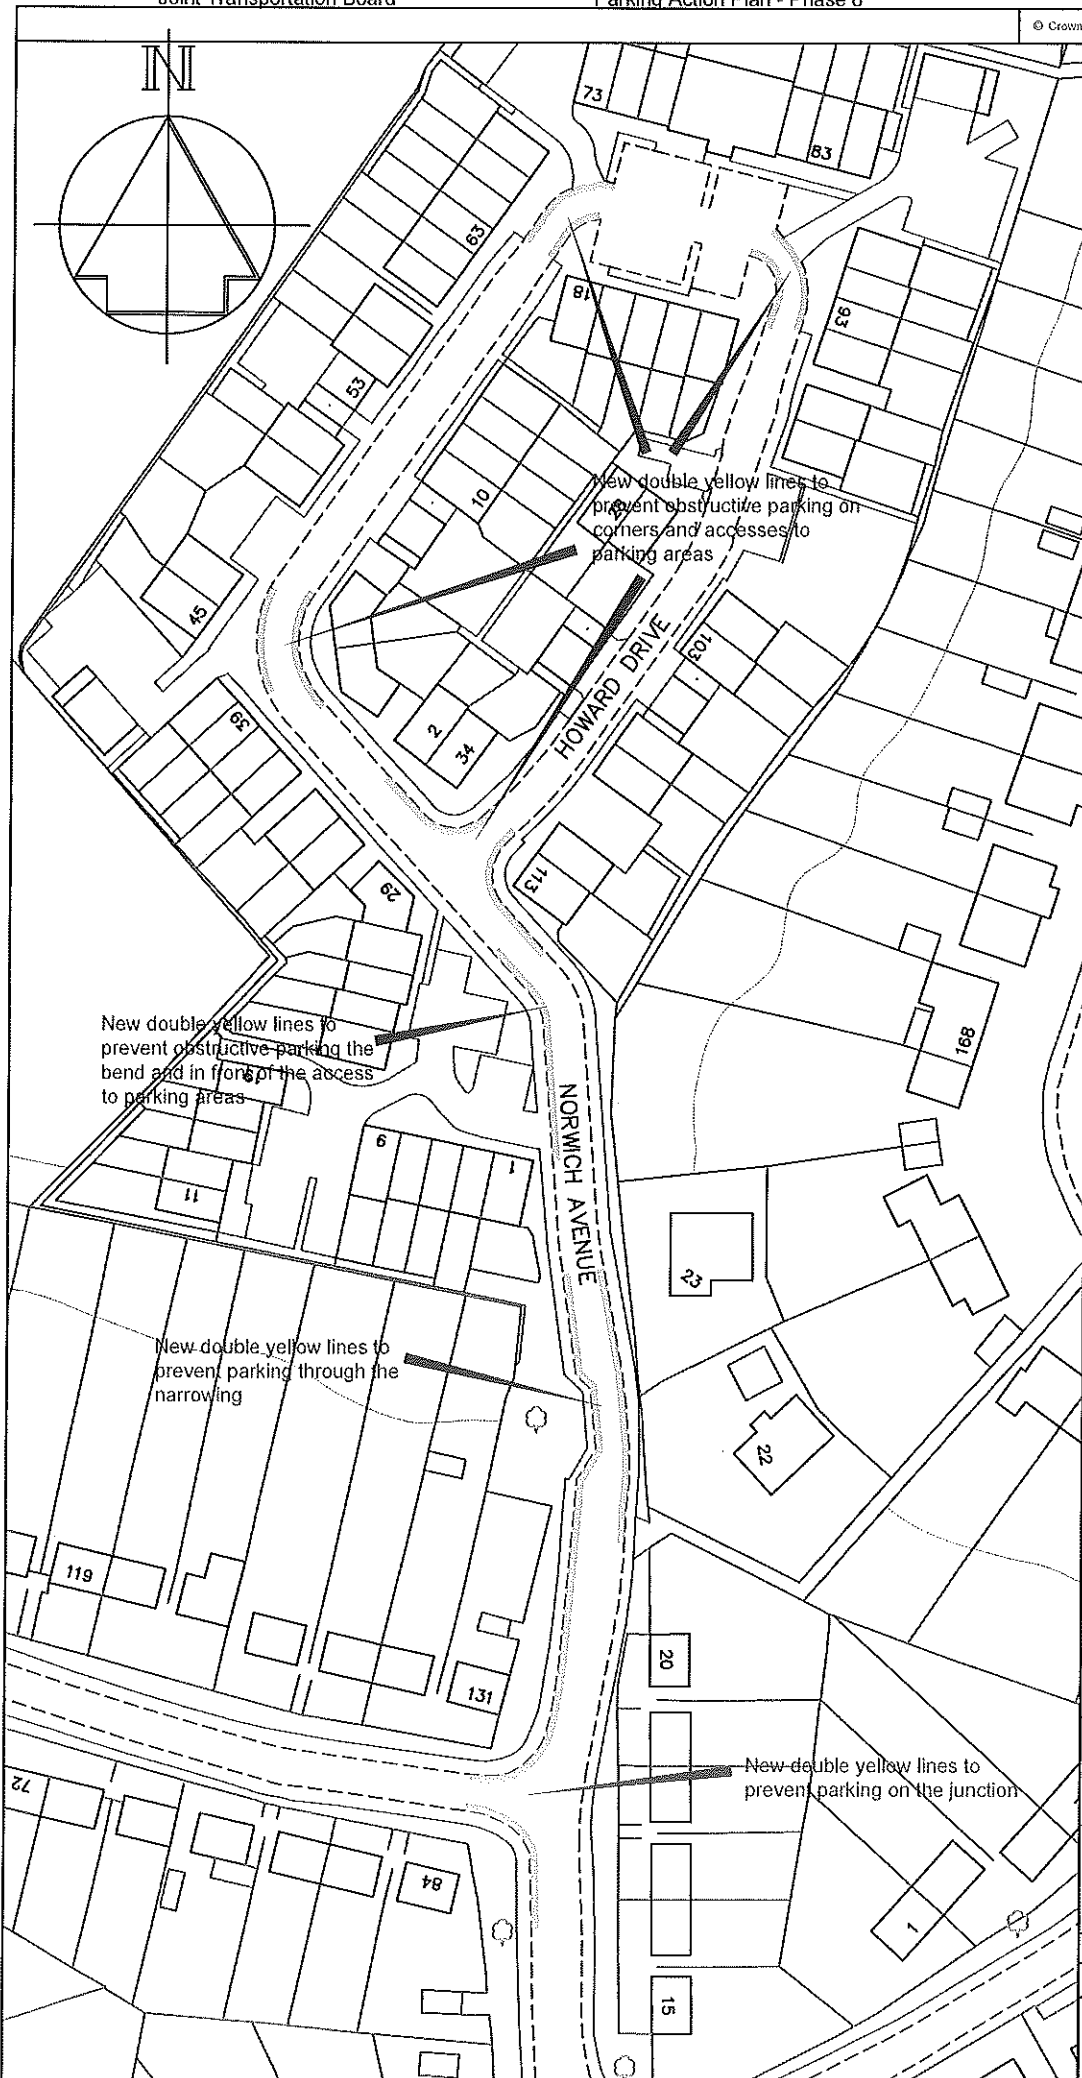 Joint Transportation Board
Parking Action Plan - Phase 6
© Crown
N
73
83
63
18
93
53
10
28
New double yellow lines to
prevent obstructive parking on
corners and accesses to
parking areas
45
HOWARD DRIVE
103
39
2
34
113
29
168
New double yellow lines to
prevent obstructive parking the
bend and in front of the access
to parking areas
19
NORWICH AVENUE
9
1
11
23
New double yellow lines to
prevent parking through the
narrowing
22
119
20
131
72
New double yellow lines to
prevent parking on the junction
84
1
15